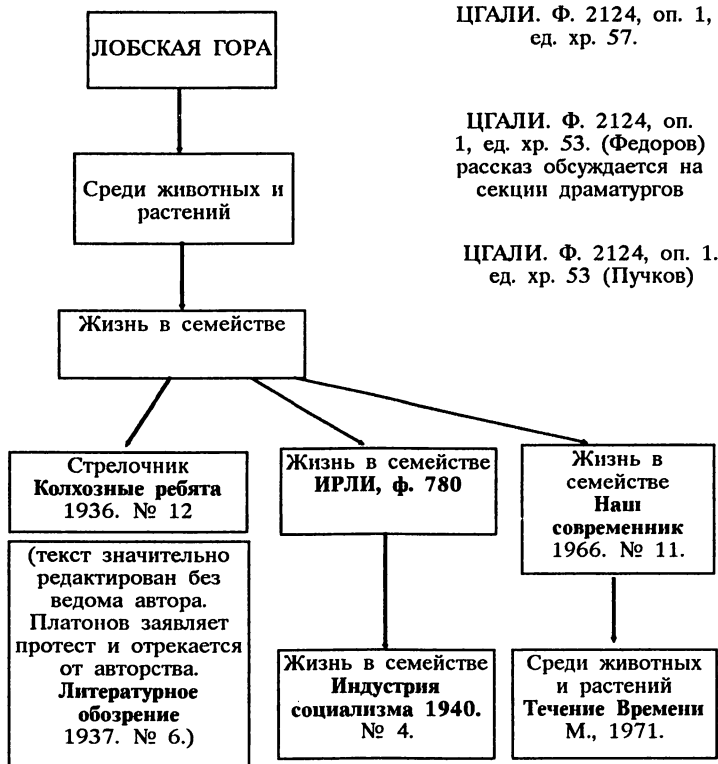 ЛОБСКАЯ ГОРА
ЦГАЛИ. Ф. 2124, оп. 1,
ед. хр. 57.
ЦГАЛИ. Ф. 2124, оп.
1, ед. хр. 53. (Федоров)
рассказ обсуждается на
секции драматургов
Среди животных и
растений
ЦГАЛИ. Ф. 2124, оп. 1.
ед. хр. 53 (Пучков)
Жизнь в семействе
Стрелочник
Колхозные ребята
1936. № 12
(текст значительно
редактирован без
ведома автора.
Платонов заявляет
протест и отрекается
от авторства.
Литературное
обозрение
1937. № 6.)
Жизнь в семействе
ИРЛИ, ф. 780
Жизнь в семействе
Индустрия
социализма 1940.
№ 4.
Жизнь в
семействе
Наш
современник
1966. № 11.
Среди животных
и растений
Течение Времени
М., 1971.